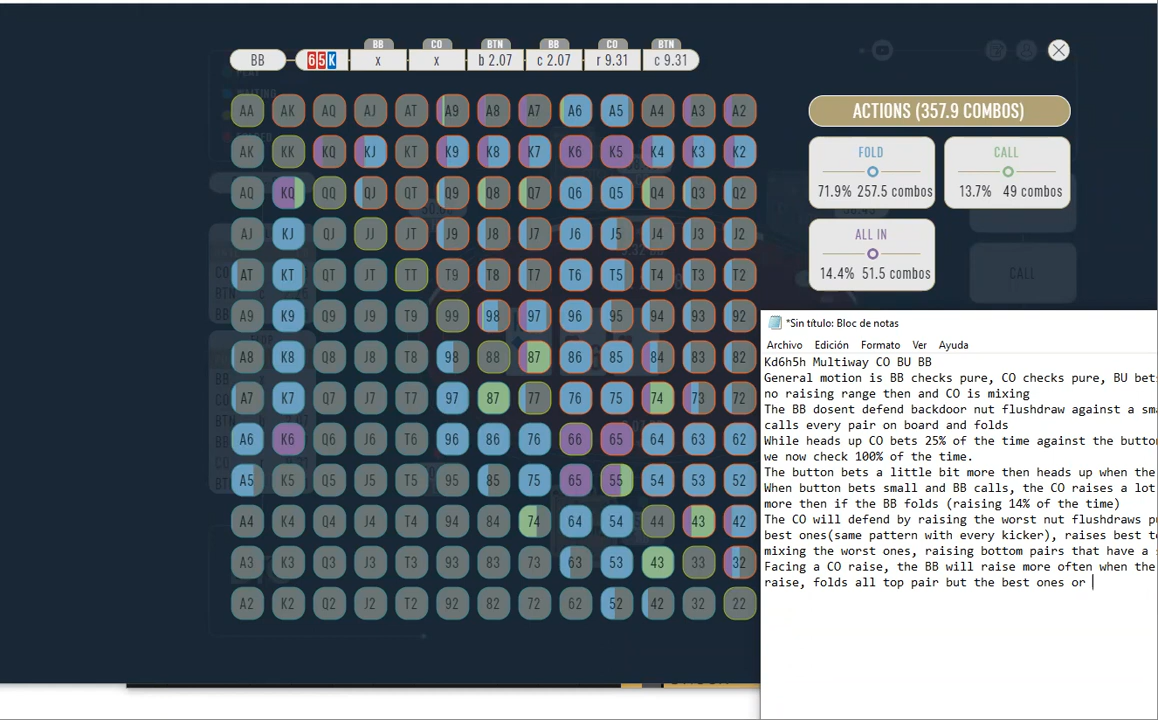 BB 65K BB x CO x BTN b 2.07 BB c 2.07 CO r 9.31 BTN c 9.31
AA AK AQ AJ AT A9 A8 A7 A6 A5 A4 A3 A2
AK KK KQ KJ KT K9 K8 K7 K6 K5 K4 K3 K2
AQ KQ QQ QJ QT Q9 Q8 Q7 Q6 Q5 Q4 Q3 Q2
AJ KJ QJ JJ JT J9 J8 J7 J6 J5 J4 J3 J2
AT KT QT JT TT T9 T8 T7 T6 T5 T4 T3 T2
A9 K9 Q9 J9 T9 99 98 97 96 95 94 93 92
A8 K8 Q8 J8 T8 98 88 87 86 85 84 83 82
A7 K7 Q7 J7 T7 97 87 77 76 75 74 73 72
A6 K6 Q6 J6 T6 96 86 76 66 65 64 63 62
A5 K5 Q5 J5 T5 95 85 75 65 55 54 53 52
A4 K4 Q4 J4 T4 94 84 74 64 54 44 43 42
A3 K3 Q3 J3 T3 93 83 73 63 53 43 33 32
A2 K2 Q2 J2 T2 92 82 72 62 52 42 32 22
ACTIONS (357.9 COMBOS)
FOLD
71.9% 257.5 combos
CALL
13.7% 49 combos
ALL IN
14.4% 51.5 combos
CALL
*Sin título: Bloc de notas
Archivo Edición Formato Ver Ayuda
Kd6h5h Multiway CO BU BB
General motion is BB checks pure, CO checks pure, BU bet
no raising range then and CO is mixing
The BB dosent defend backdoor nut flushdraw against a
calls every pair on board and folds
While heads up CO bets 25% of the time against the butto
we now check 100% of the time.
The button bets a little bit more then heads up when the
When button bets small and BB calls, the CO raises a lot
more then if the BB folds (raising 14% of the time)
The CO will defend by raising the worst nut flushdraws
best ones(same pattern with every kicker), raises best
mixing the worst ones, raising bottom pairs that have a
Facing a CO raise, the BB will raise more often when the
raise, folds all top pair but the best ones or